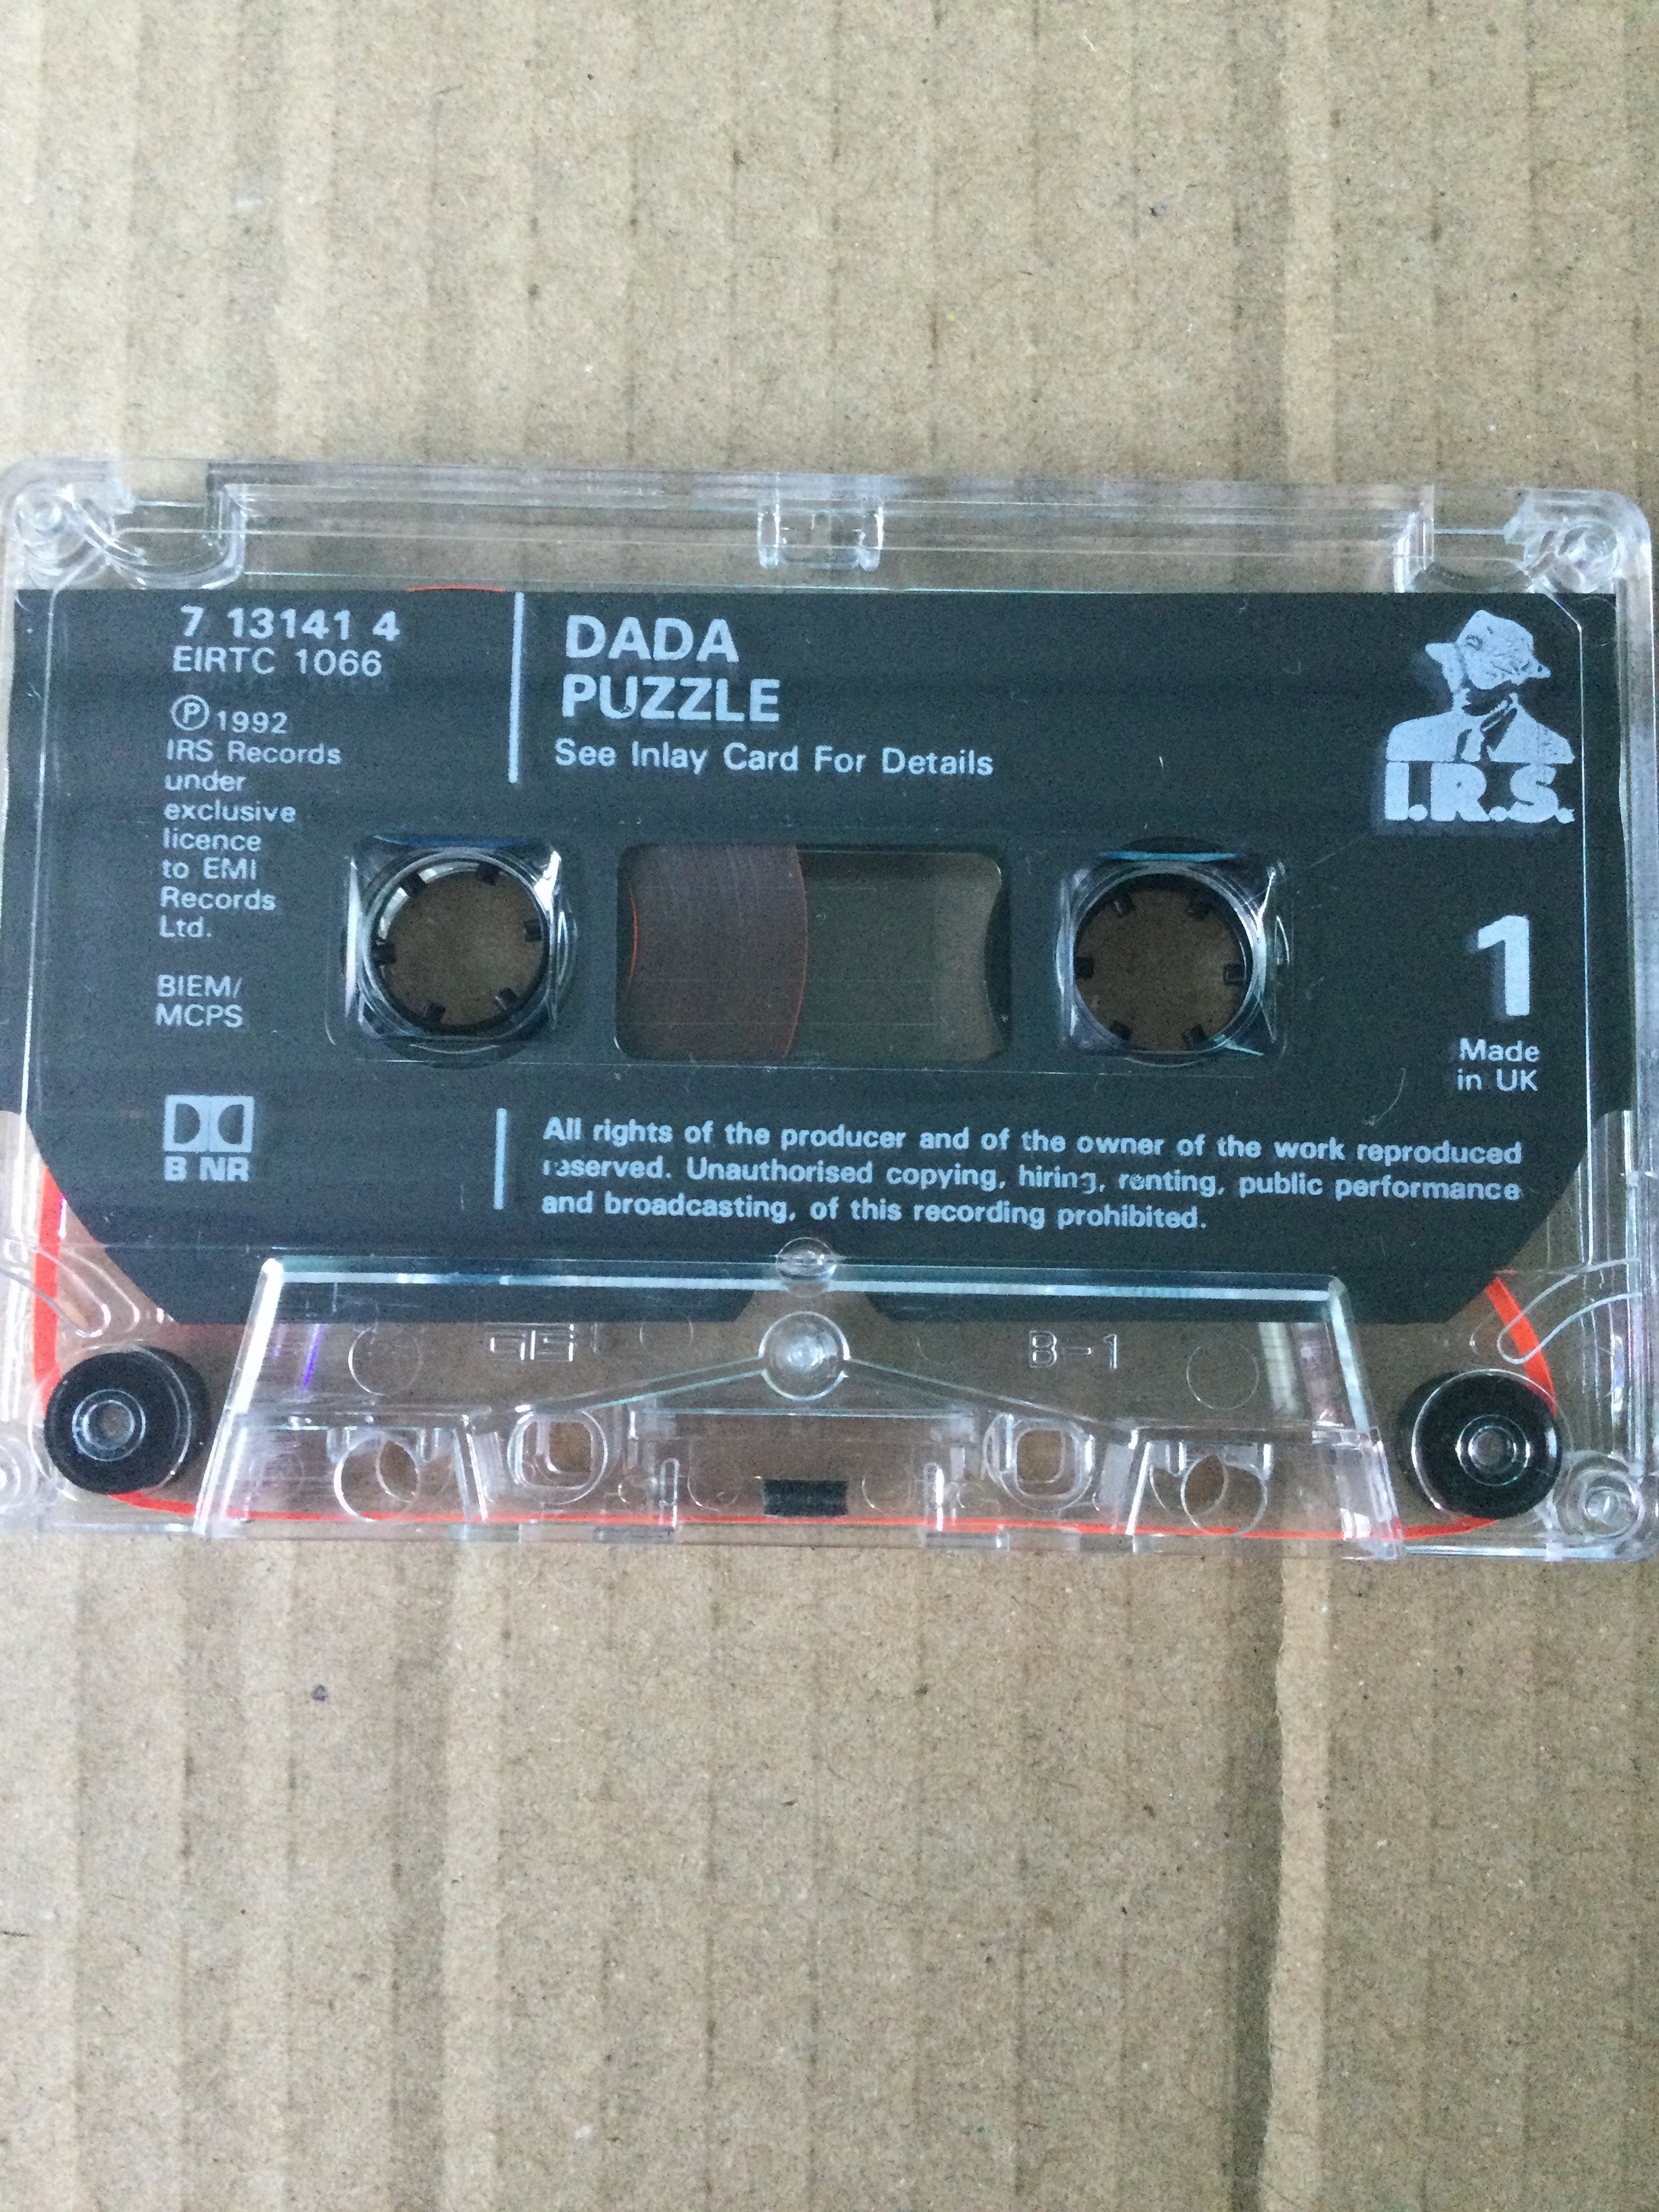 7 13141 4
EIRTC 1066
Ⓟ1992
IRS Records
under
exclusive
licence
to EMI
Records
Ltd.
BIEM/
MCPS
B NR
DADA
PUZZLE
See Inlay Card For Details
I.R.S.
1
Made
in UK
All rights of the producer and of the owner of the work reproduced
reserved. Unauthorised copying, hiring, renting, public performance
and broadcasting, of this recording prohibited.
B-1